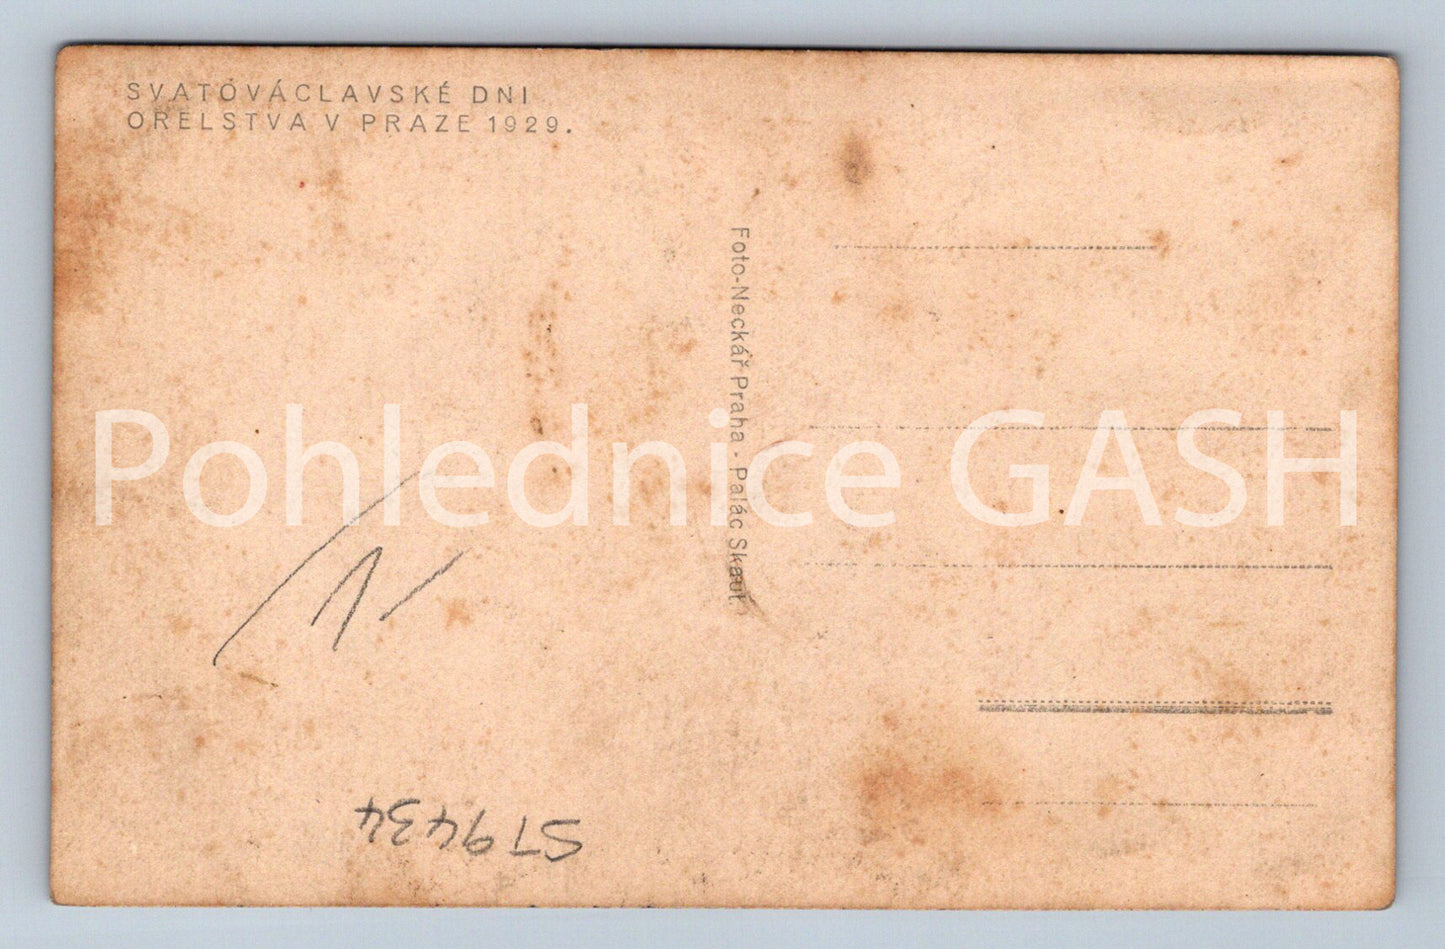 SVATOVÁCLAVSKÉ DNI
ORELSTVA V PRAZE 1929.
Foto-Neckář Praha - Palác Skaut.
Pohlednice GASH
ST9434